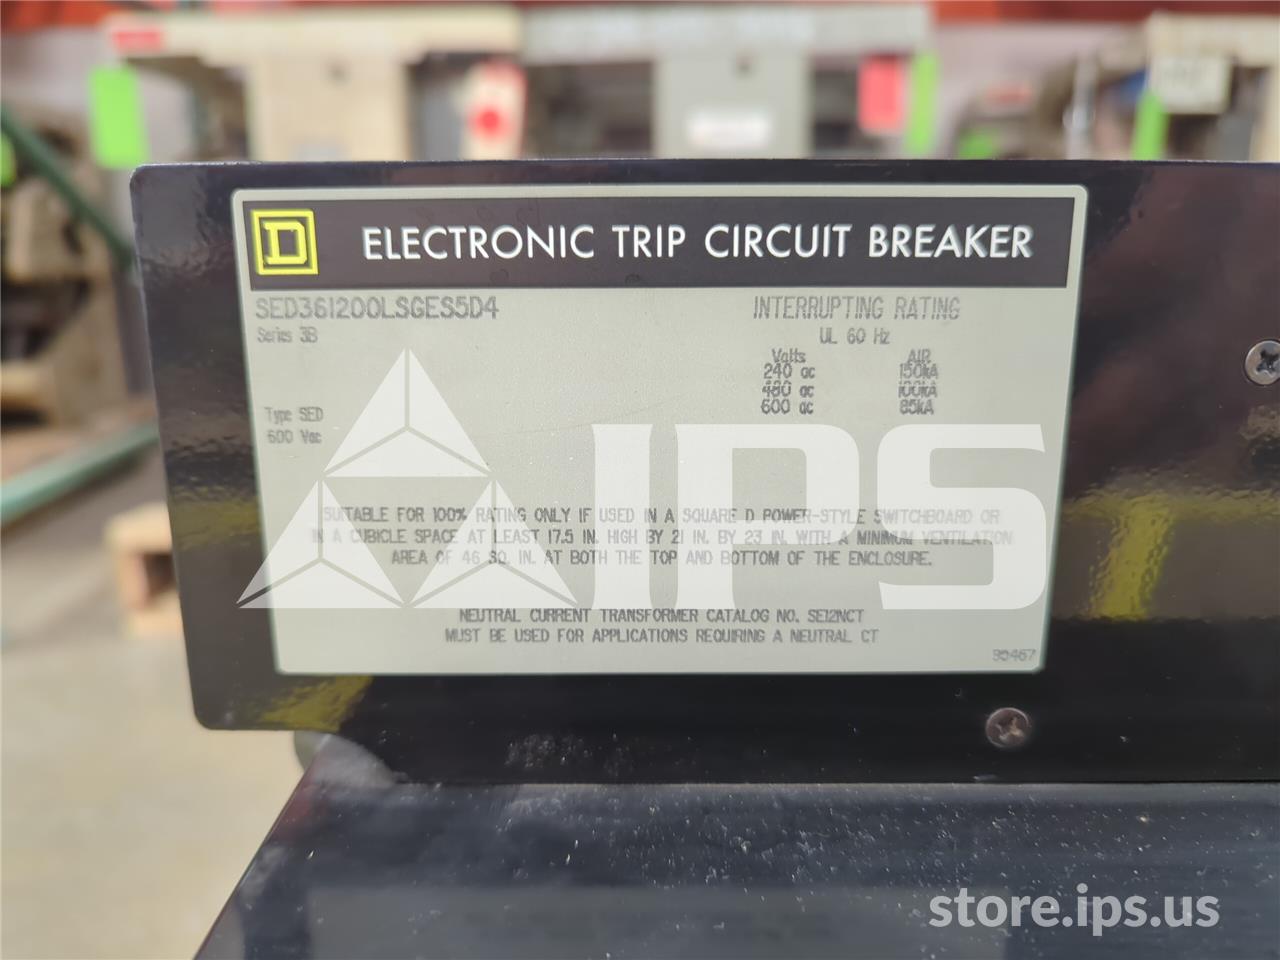 D ELECTRONIC TRIP CIRCUIT BREAKER
SED361200LSGES5D4
Series 3B
Type SED
600 Vac
INTERRUPTING RATING
UL 60 Hz
Volts AIR
240 ac 150kA
480 ac 100kA
600 ac 85kA
IPS
SUITABLE FOR 100% RATING ONLY IF USED IN A SQUARE D POWER-STYLE SWITCHBOARD OR
IN A CUBICLE SPACE AT LEAST 17.5 IN. HIGH BY 21 IN. BY 23 IN. WITH A MINIMUM VENTILATION
AREA OF 46 SQ. IN. AT BOTH THE TOP AND BOTTOM OF THE ENCLOSURE.
NEUTRAL CURRENT TRANSFORMER CATALOG NO. SE12NCT
MUST BE USED FOR APPLICATIONS REQUIRING A NEUTRAL CT
store.ips.us